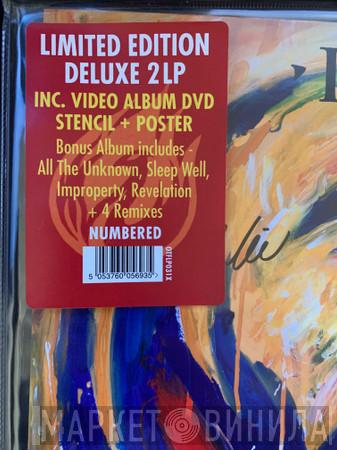 LIMITED EDITION
DELUXE 2LP
INC. VIDEO ALBUM DVD
STENCIL + POSTER
Bonus Album includes -
All The Unknown, Sleep Well,
Improperty, Revelation
+ 4 Remixes
NUMBERED
5 053760 056935 >
OTFLP031X
МАРКЕТ ВИНИЛА